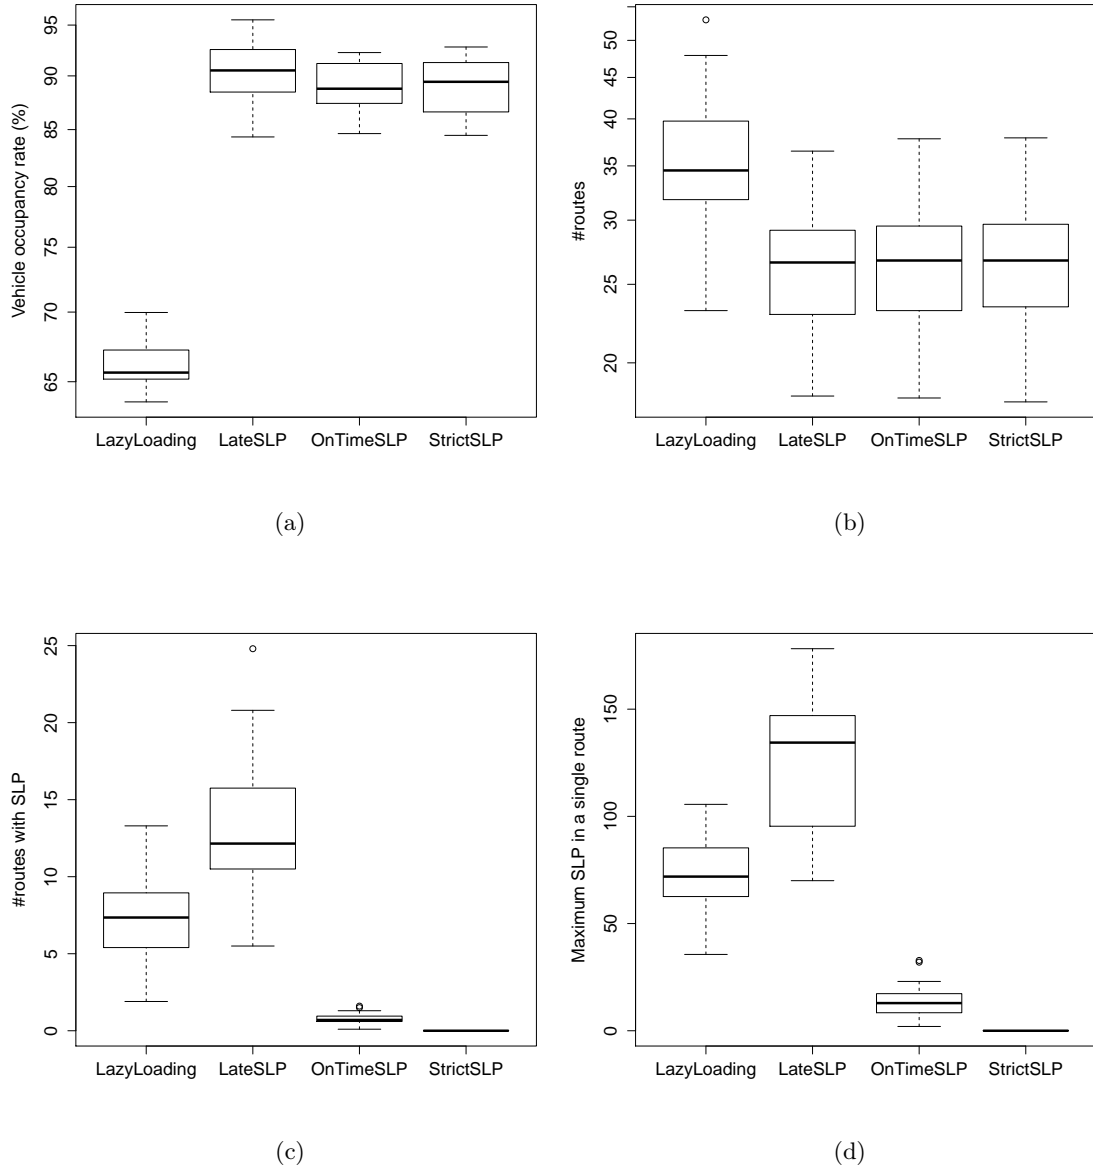 Vehicle occupancy rate (%)
95
90
85
80
75
70
65
LazyLoading LateSLP OnTimeSLP StrictSLP
(a)
#routes
50
45
40
35
30
25
20
LazyLoading LateSLP OnTimeSLP StrictSLP
(b)
#routes with SLP
25
20
15
10
5
0
LazyLoading LateSLP OnTimeSLP StrictSLP
(c)
Maximum SLP in a single route
150
100
50
0
LazyLoading LateSLP OnTimeSLP StrictSLP
(d)